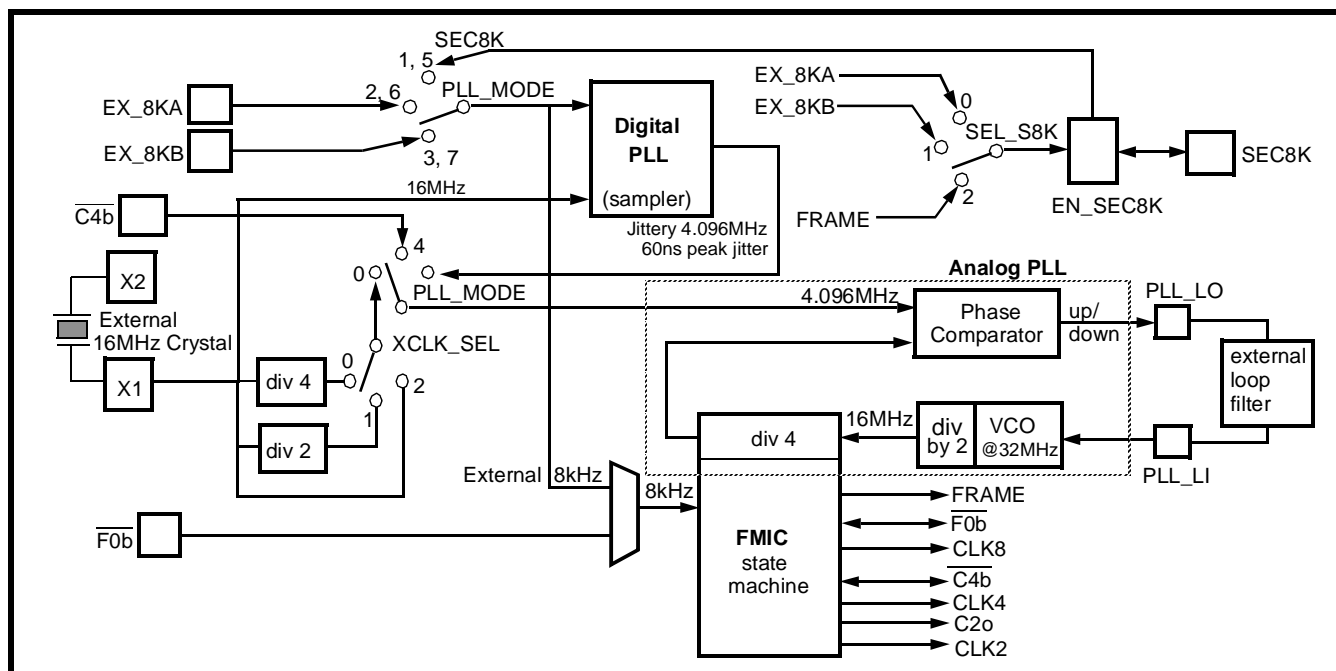 SEC8K
1, 5
EX_8KA
2, 6
PLL_MODE
EX_8KB
3, 7
Digital
PLL
(sampler)
16MHz
Jittery 4.096MHz
60ns peak jitter
EX_8KA
EX_8KB
0
1
SEL_S8K
2
FRAME
EN_SEC8K
SEC8K
C4b
4
0
PLL_MODE
X2
External
16MHz Crystal
X1
XCLK_SEL
0
2
1
div 4
div 2
Analog PLL
4.096MHz
Phase
Comparator
up/
down
PLL_LO
external
loop
filter
PLL_LI
16MHz
div
by 2
VCO
@32MHz
div 4
External
8kHz
8kHz
F0b
FMIC
state
machine
FRAME
F0b
CLK8
C4b
CLK4
C2o
CLK2